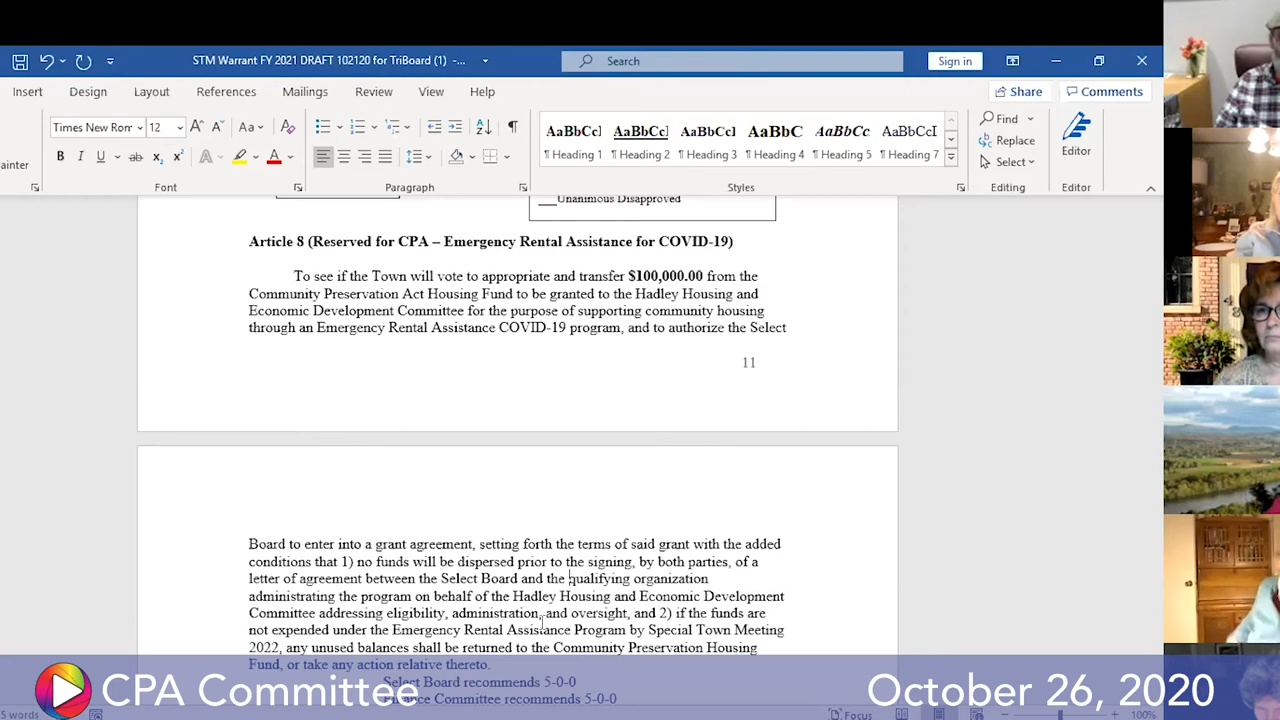 STM Warrant FY 2021 DRAFT 102120 for TriBoard (1) -...
Search
Sign in
Insert Design Layout References Mailings Review View Help
Share Comments
Times New Rom 12
Aa
B I U ab x₂ x²
Font
Paragraph
AaBbCcI AaBbCcI AaBbCcI AaBbC AaBbCc AaBbCcI
¶ Heading 1 ¶ Heading 2 ¶ Heading 3 ¶ Heading 4 ¶ Heading 5 ¶ Heading 7
Styles
Find
Replace
Select
Editing
Editor
Editor
ainter
Unanimous Disapproved
Article 8 (Reserved for CPA – Emergency Rental Assistance for COVID-19)
To see if the Town will vote to appropriate and transfer $100,000.00 from the
Community Preservation Act Housing Fund to be granted to the Hadley Housing and
Economic Development Committee for the purpose of supporting community housing
through an Emergency Rental Assistance COVID-19 program, and to authorize the Select
11
Board to enter into a grant agreement, setting forth the terms of said grant with the added
conditions that 1) no funds will be dispersed prior to the signing, by both parties, of a
letter of agreement between the Select Board and the qualifying organization
administrating the program on behalf of the Hadley Housing and Economic Development
Committee addressing eligibility, administration, and oversight, and 2) if the funds are
not expended under the Emergency Rental Assistance Program by Special Town Meeting
2022, any unused balances shall be returned to the Community Preservation Housing
Fund, or take any action relative thereto.
Select Board recommends 5-0-0
Finance Committee recommends 5-0-0
CPA Committee
October 26, 2020
5 words
Focus
100%